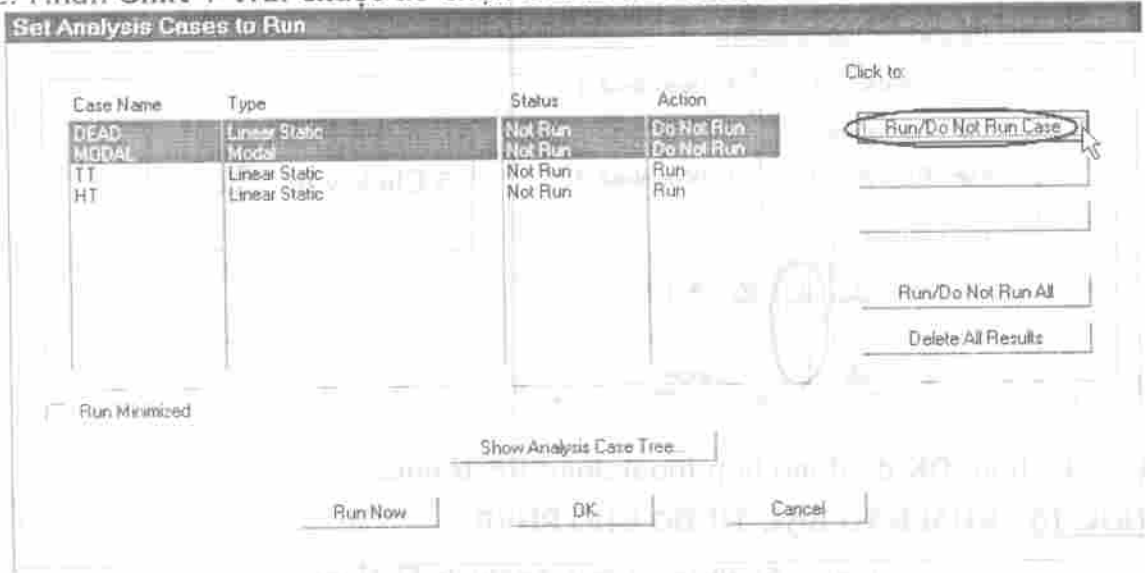 Set Analysis Cases to Run
Click to:
Case Name Type Status Action
DEAD Linear Static Not Run Do Not Run
MODAL Modal Not Run Do Not Run
TT Linear Static Not Run Run
HT Linear Static Not Run Run
Run/Do Not Run Case
Run/Do Not Run All
Delete All Results
Run Minimized
Show Analysis Case Tree...
Run Now OK Cancel